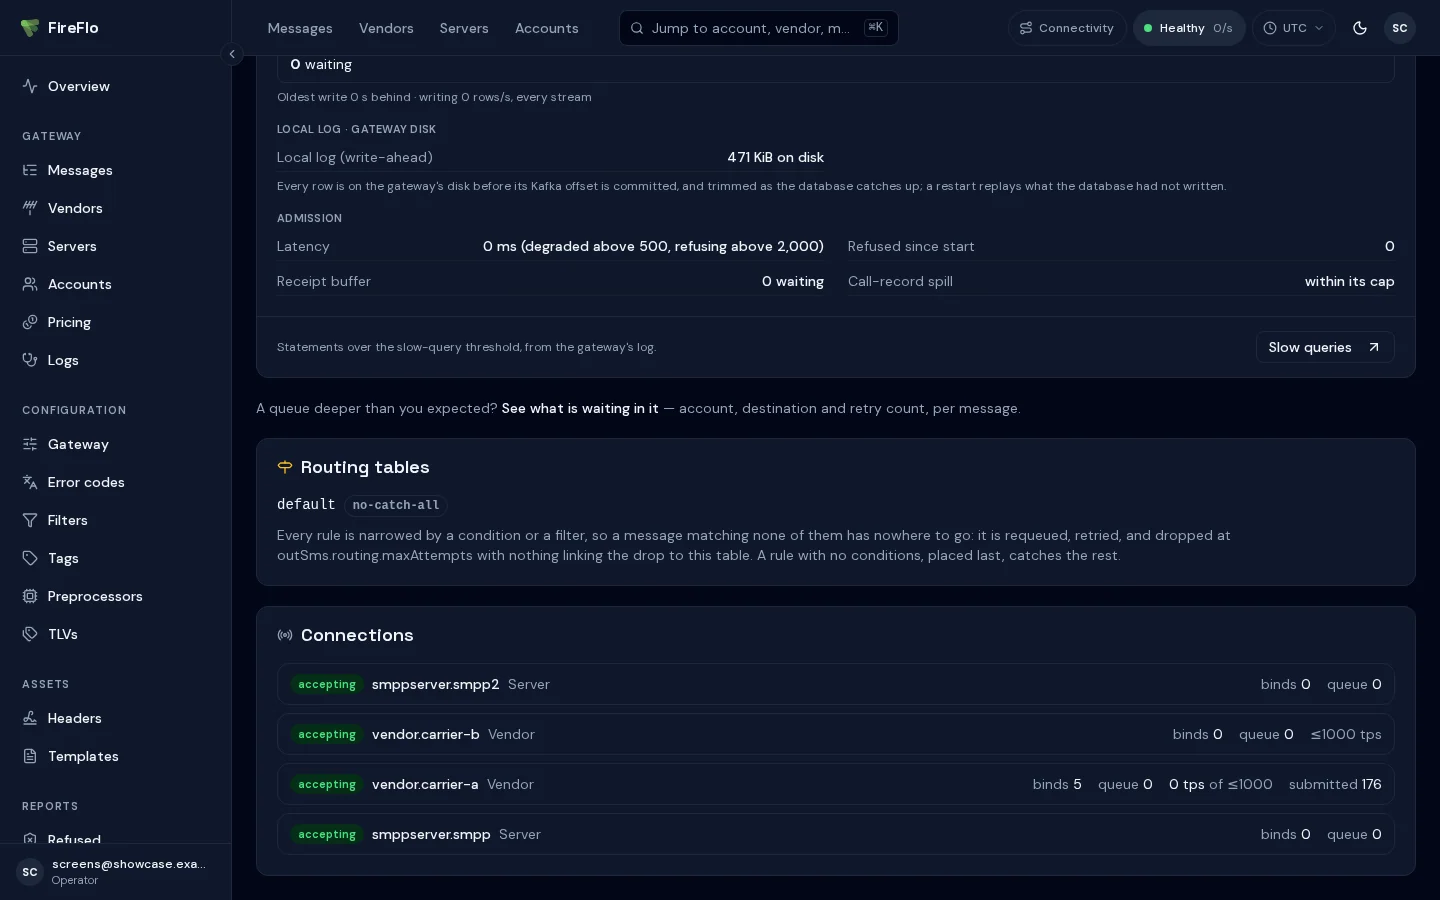 FireFlo
Messages
Vendors
Servers
Accounts
Jump to account, vendor, m...
⌘K
Connectivity
Healthy 0/s
UTC
SC
Overview
GATEWAY
Messages
Vendors
Servers
Accounts
Pricing
Logs
CONFIGURATION
Gateway
Error codes
Filters
Tags
Preprocessors
TLVs
ASSETS
Headers
Templates
REPORTS
Refused
SC
screens@showcase.exa...
Operator
0 waiting
Oldest write 0 s behind · writing 0 rows/s, every stream
LOCAL LOG · GATEWAY DISK
Local log (write-ahead) 471 KiB on disk
Every row is on the gateway's disk before its Kafka offset is committed, and trimmed as the database catches up; a restart replays what the database had not written.
ADMISSION
Latency 0 ms (degraded above 500, refusing above 2,000) Refused since start 0
Receipt buffer 0 waiting Call-record spill within its cap
Statements over the slow-query threshold, from the gateway's log.
Slow queries
A queue deeper than you expected? See what is waiting in it — account, destination and retry count, per message.
Routing tables
default no-catch-all
Every rule is narrowed by a condition or a filter, so a message matching none of them has nowhere to go: it is requeued, retried, and dropped at
outSms.routing.maxAttempts with nothing linking the drop to this table. A rule with no conditions, placed last, catches the rest.
Connections
accepting smppserver.smpp2 Server binds 0 queue 0
accepting vendor.carrier-b Vendor binds 0 queue 0 ≤1000 tps
accepting vendor.carrier-a Vendor binds 5 queue 0 0 tps of ≤1000 submitted 176
accepting smppserver.smpp Server binds 0 queue 0